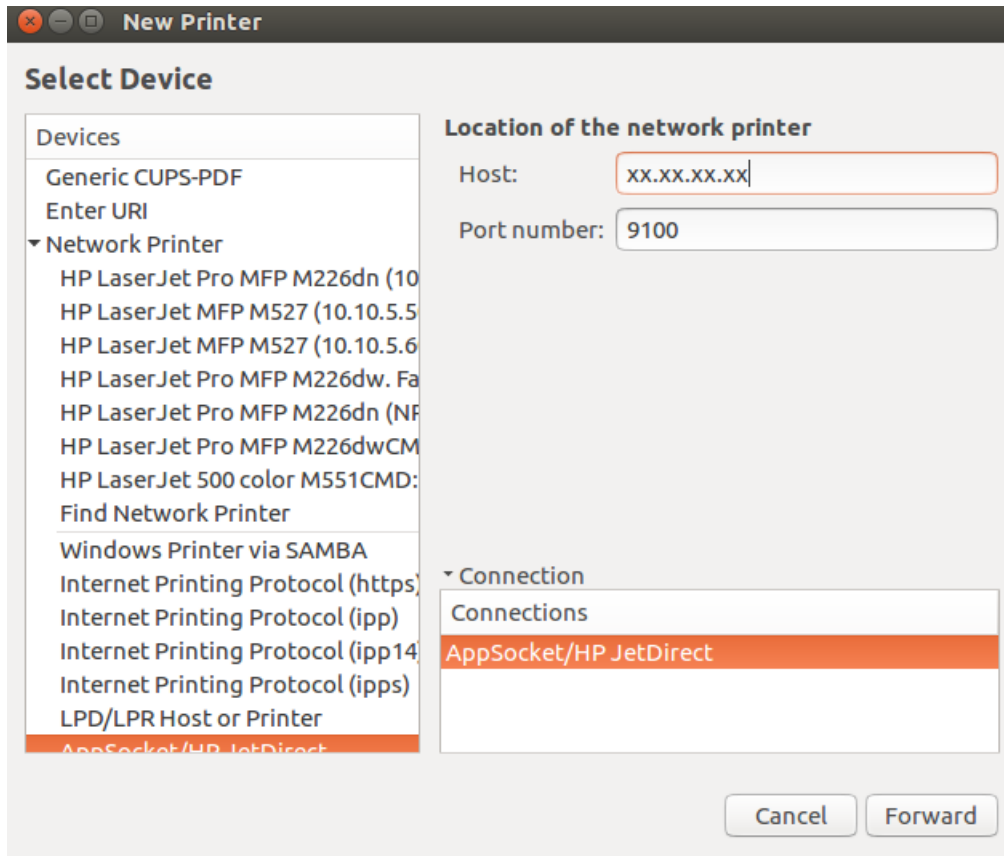 New Printer
Select Device
Devices
Generic CUPS-PDF
Enter URI
Network Printer
HP LaserJet Pro MFP M226dn (10
HP LaserJet MFP M527 (10.10.5.5
HP LaserJet MFP M527 (10.10.5.6
HP LaserJet Pro MFP M226dw. Fa
HP LaserJet Pro MFP M226dn (NP
HP LaserJet Pro MFP M226dwCM
HP LaserJet 500 color M551CMD:
Find Network Printer
Windows Printer via SAMBA
Internet Printing Protocol (https)
Internet Printing Protocol (ipp)
Internet Printing Protocol (ipp14
Internet Printing Protocol (ipps)
LPD/LPR Host or Printer
AppSocket/HP JetDirect
Location of the network printer
Host: xx.xx.xx.xx
Port number: 9100
Connection
Connections
AppSocket/HP JetDirect
Cancel Forward